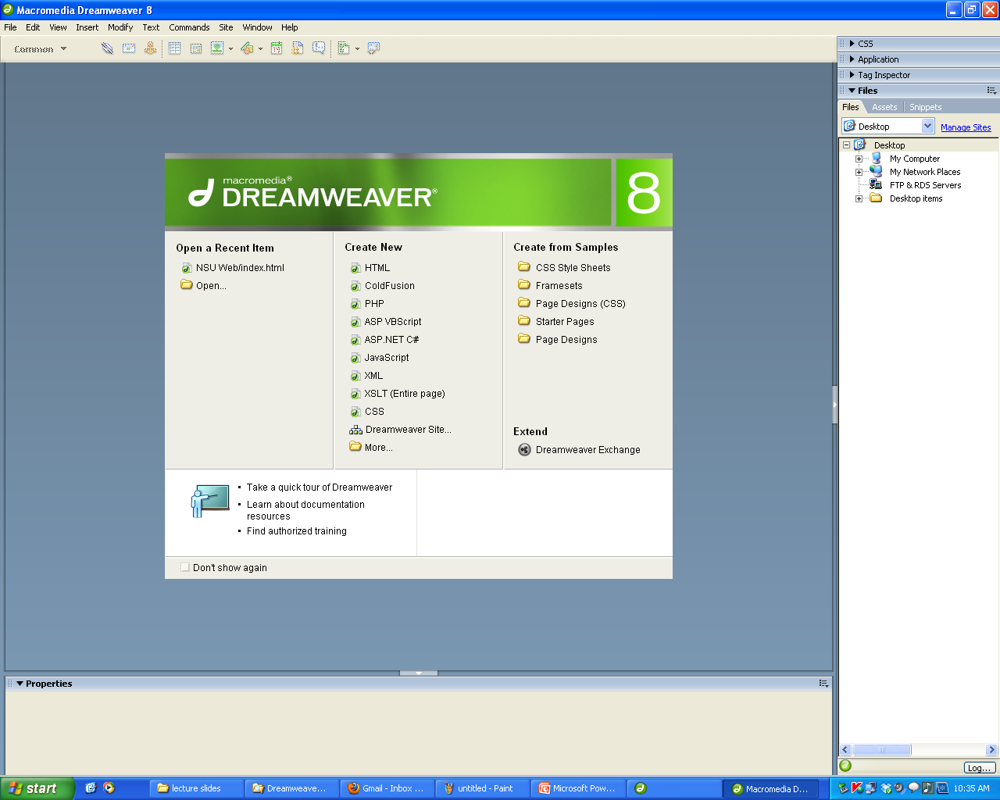 Macromedia Dreamweaver 8
File Edit View Insert Modify Text Commands Site Window Help
Common
CSS
Application
Tag Inspector
Files
Files Assets Snippets
Desktop Manage Sites
Desktop
My Computer
My Network Places
FTP & RDS Servers
Desktop items
macromedia®
DREAMWEAVER® 8
Open a Recent Item
NSU Web/index.html
Open...
Create New
HTML
ColdFusion
PHP
ASP VBScript
ASP.NET C#
JavaScript
XML
XSLT (Entire page)
CSS
Dreamweaver Site...
More...
Create from Samples
CSS Style Sheets
Framesets
Page Designs (CSS)
Starter Pages
Page Designs
Extend
Dreamweaver Exchange
Take a quick tour of Dreamweaver
Learn about documentation
resources
Find authorized training
Don't show again
Properties
Log...
start lecture slides Dreamweave... Gmail - Inbox ... untitled - Paint Microsoft Pow... Macromedia D... 10:35 AM